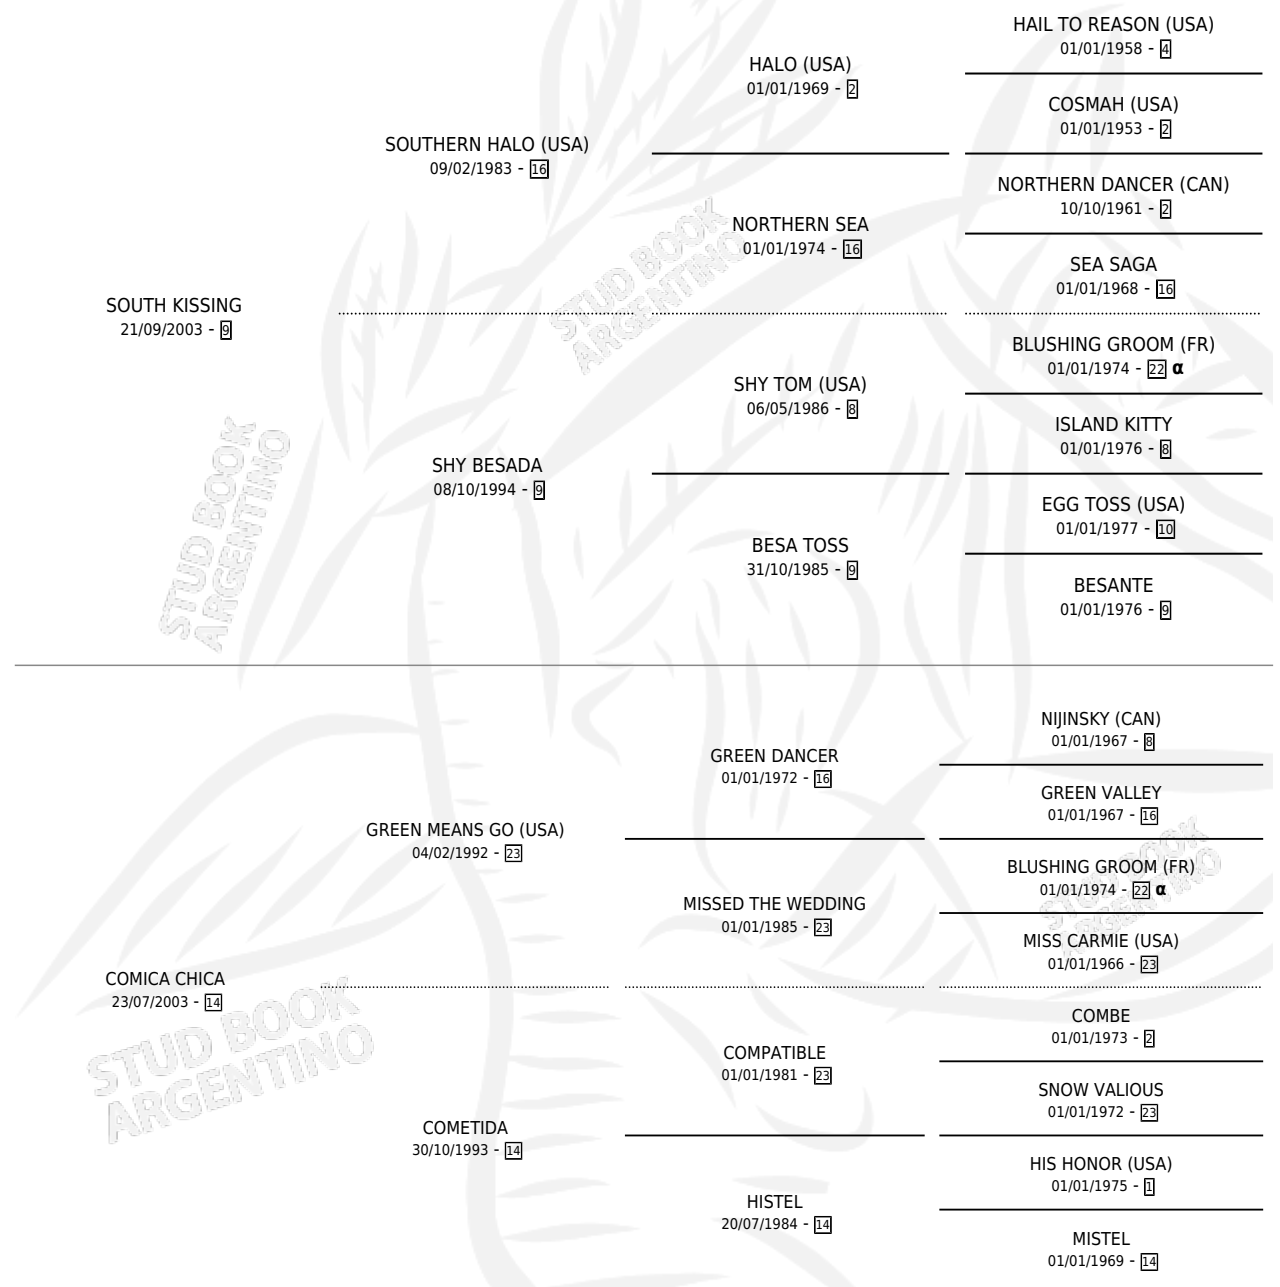 HAIL TO REASON (USA)
01/01/1958 - 4
HALO (USA)
01/01/1969 - 2
COSMAH (USA)
01/01/1953 - 2
SOUTHERN HALO (USA)
09/02/1983 - 16
NORTHERN DANCER (CAN)
10/10/1961 - 2
NORTHERN SEA
01/01/1974 - 16
SEA SAGA
01/01/1968 - 16
SOUTH KISSING
21/09/2003 - 9
BLUSHING GROOM (FR)
01/01/1974 - 22 α
SHY TOM (USA)
06/05/1986 - 8
ISLAND KITTY
01/01/1976 - 8
SHY BESADA
08/10/1994 - 9
EGG TOSS (USA)
01/01/1977 - 10
BESA TOSS
31/10/1985 - 9
BESANTE
01/01/1976 - 9
NIJINSKY (CAN)
01/01/1967 - 8
GREEN DANCER
01/01/1972 - 16
GREEN VALLEY
01/01/1967 - 16
GREEN MEANS GO (USA)
04/02/1992 - 23
BLUSHING GROOM (FR)
01/01/1974 - 22 α
MISSED THE WEDDING
01/01/1985 - 23
MISS CARMIE (USA)
01/01/1966 - 23
COMICA CHICA
23/07/2003 - 14
COMBE
01/01/1973 - 2
COMPATIBLE
01/01/1981 - 23
SNOW VALIOUS
01/01/1972 - 23
COMETIDA
30/10/1993 - 14
HIS HONOR (USA)
01/01/1975 - 1
HISTEL
20/07/1984 - 14
MISTEL
01/01/1969 - 14
STUD BOOK
ARGENTINO
STUD BOOK
ARGENTINO
STUD BOOK
ARGENTINO
STUD BOOK
ARGENTINO